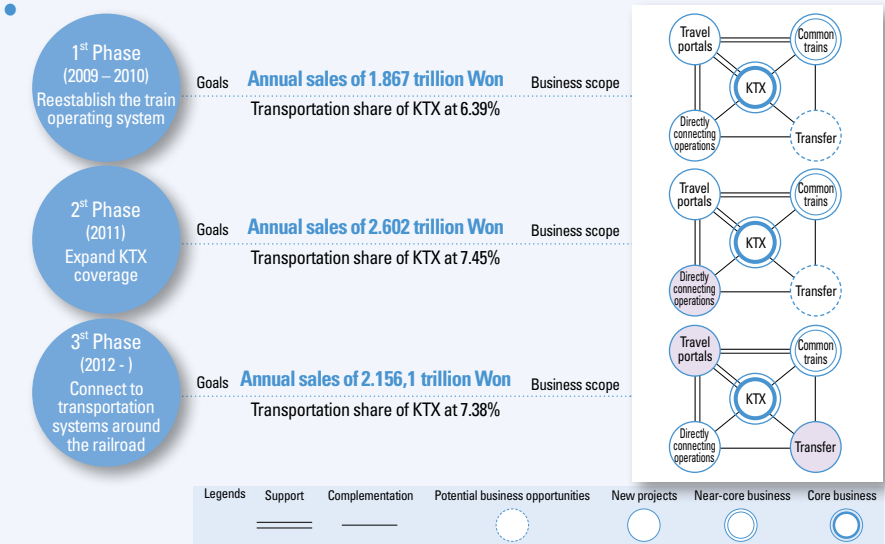 1st Phase
(2009 – 2010)
Reestablish the train
operating system
Goals
Annual sales of 1.867 trillion Won
Transportation share of KTX at 6.39%
Business scope
Travel
portals
Common
trains
KTX
Directly
connecting
operations
Transfer
2st Phase
(2011)
Expand KTX
coverage
Goals
Annual sales of 2.602 trillion Won
Transportation share of KTX at 7.45%
Business scope
Travel
portals
Common
trains
KTX
Directly
connecting
operations
Transfer
3st Phase
(2012 - )
Connect to
transportation
systems around
the railroad
Goals
Annual sales of 2.156,1 trillion Won
Transportation share of KTX at 7.38%
Business scope
Travel
portals
Common
trains
KTX
Directly
connecting
operations
Transfer
Legends
Support
Complementation
Potential business opportunities
New projects
Near-core business
Core business